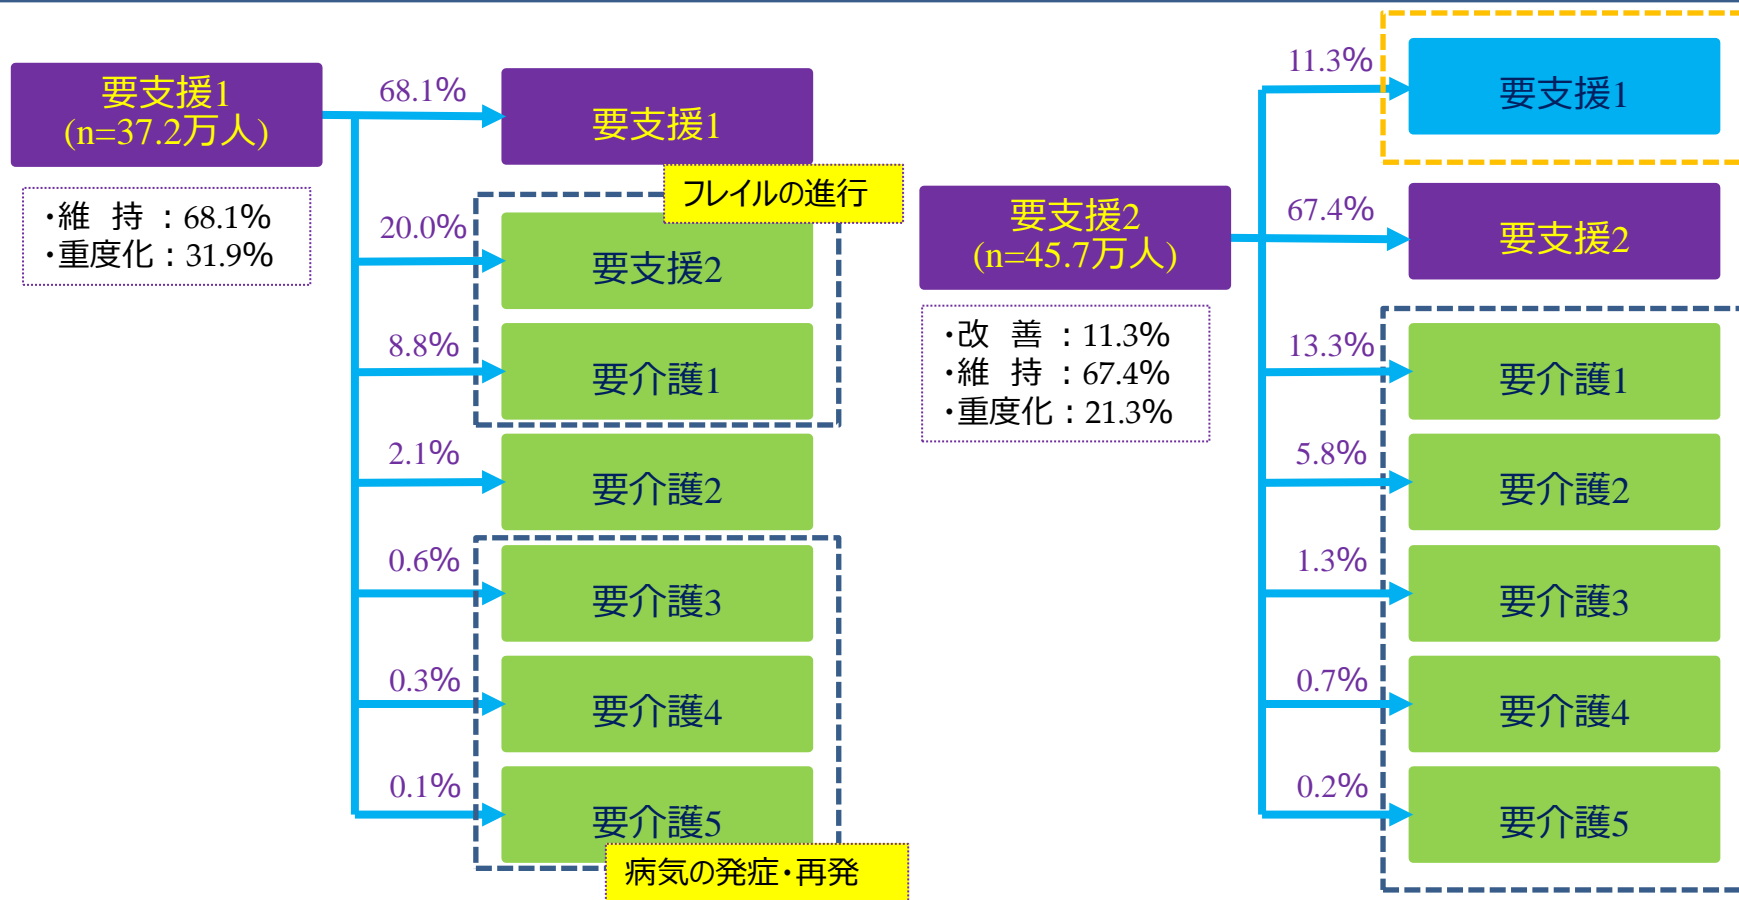 要支援1
(n=37.2万人)
・維 持 : 68.1%
・重度化 : 31.9%
68.1%
要支援1
フレイルの進行
20.0%
要支援2
8.8%
要介護1
2.1%
要介護2
0.6%
要介護3
0.3%
要介護4
0.1%
要介護5
病気の発症・再発
要支援2
(n=45.7万人)
・改 善 : 11.3%
・維 持 : 67.4%
・重度化 : 21.3%
11.3%
要支援1
67.4%
要支援2
13.3%
要介護1
5.8%
要介護2
1.3%
要介護3
0.7%
要介護4
0.2%
要介護5